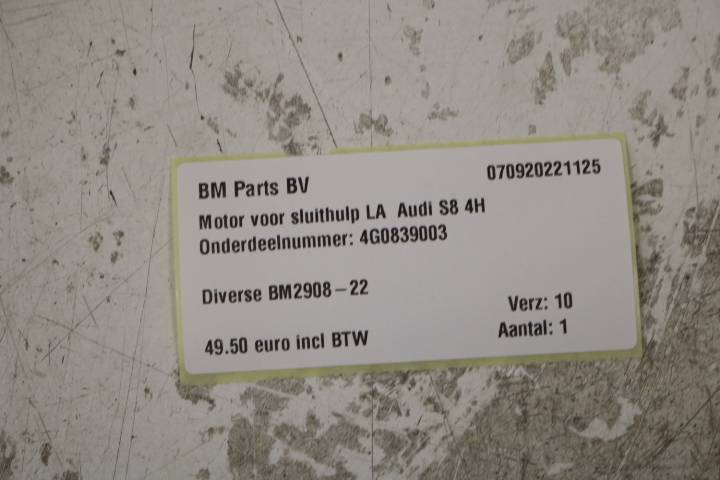 BM Parts BV 070920221125
Motor voor sluithulp LA Audi S8 4H
Onderdeelnummer: 4G0839003
Diverse BM2908-22
Verz: 10
49.50 euro incl BTW Aantal: 1